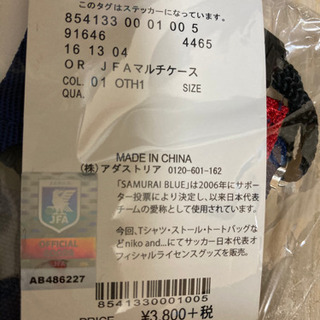 このタグはステッカーになっています。
854133 00 01 00 5
91646 4465
16 13 04
OR JFAマルチケース
COL. 01 OTH1 SIZE
QUA.
MADE IN CHINA
(株)アダストリア 0120-601-162
「SAMURAI BLUE」は2006年にサポー
ター投票により決定し、以来日本代表
チームの愛称として使用されています。
今回、Tシャツ・ストール・トートバッグな
どniko and...にてサッカー日本代表オ
フィシャルライセンスグッズを販売。
JFA
OFFICIAL
AB486227
8541330001005
PRICE ¥3,800+税